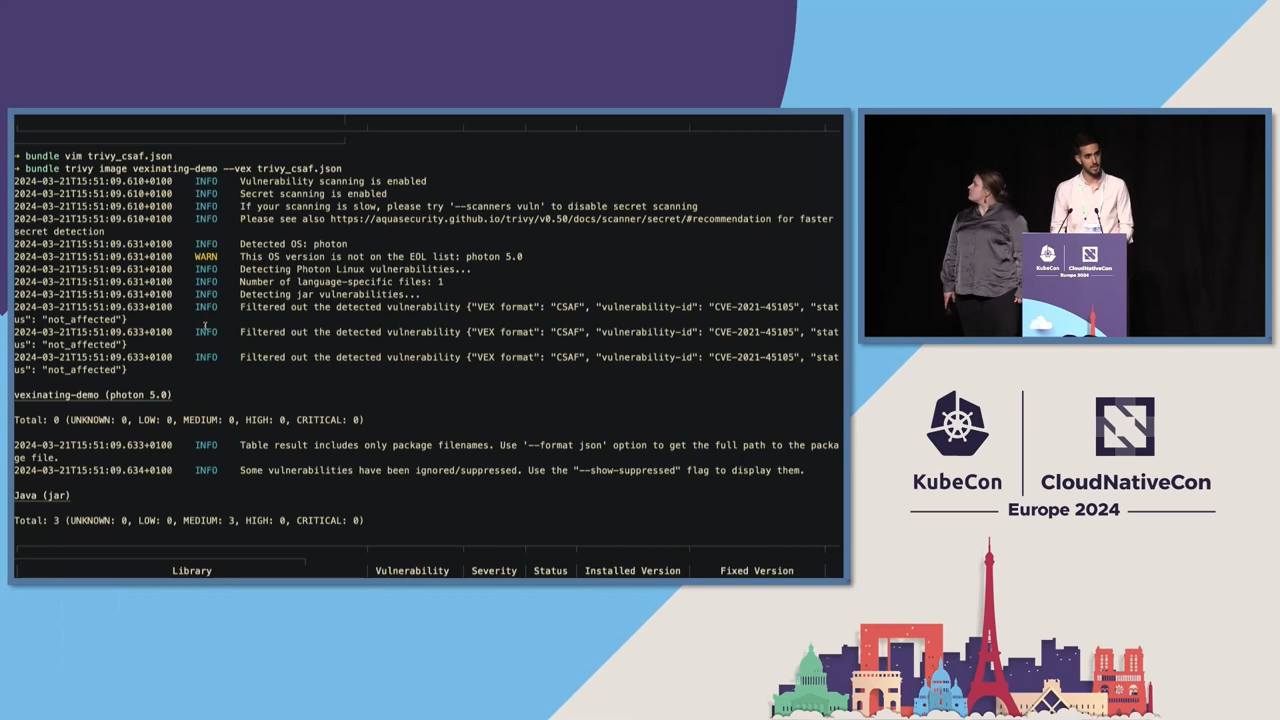 → bundle vim trivy_csaf.json
→ bundle trivy image vexinating-demo --vex trivy_csaf.json
2024-03-21T15:51:09.610+0100 INFO Vulnerability scanning is enabled
2024-03-21T15:51:09.610+0100 INFO Secret scanning is enabled
2024-03-21T15:51:09.610+0100 INFO If your scanning is slow, please try '--scanners vuln' to disable secret scanning
2024-03-21T15:51:09.610+0100 INFO Please see also https://aquasecurity.github.io/trivy/v0.50/docs/scanner/secret/#recommendation for faster
secret detection
2024-03-21T15:51:09.631+0100 INFO Detected OS: photon
2024-03-21T15:51:09.631+0100 WARN This OS version is not on the EOL list: photon 5.0
2024-03-21T15:51:09.631+0100 INFO Detecting Photon Linux vulnerabilities...
2024-03-21T15:51:09.631+0100 INFO Number of language-specific files: 1
2024-03-21T15:51:09.631+0100 INFO Detecting jar vulnerabilities...
2024-03-21T15:51:09.633+0100 INFO Filtered out the detected vulnerability {"VEX format": "CSAF", "vulnerability-id": "CVE-2021-45105", "stat
us": "not_affected"}
2024-03-21T15:51:09.633+0100 INFO Filtered out the detected vulnerability {"VEX format": "CSAF", "vulnerability-id": "CVE-2021-45105", "stat
us": "not_affected"}
2024-03-21T15:51:09.633+0100 INFO Filtered out the detected vulnerability {"VEX format": "CSAF", "vulnerability-id": "CVE-2021-45105", "stat
us": "not_affected"}
vexinating-demo (photon 5.0)
Total: 0 (UNKNOWN: 0, LOW: 0, MEDIUM: 0, HIGH: 0, CRITICAL: 0)
2024-03-21T15:51:09.633+0100 INFO Table result includes only package filenames. Use '--format json' option to get the full path to the packa
ge file.
2024-03-21T15:51:09.634+0100 INFO Some vulnerabilities have been ignored/suppressed. Use the "--show-suppressed" flag to display them.
Java (jar)
Total: 3 (UNKNOWN: 0, LOW: 0, MEDIUM: 3, HIGH: 0, CRITICAL: 0)
Library Vulnerability Severity Status Installed Version Fixed Version
KubeCon CloudNativeCon
Europe 2024
KubeCon CloudNativeCon
Europe 2024